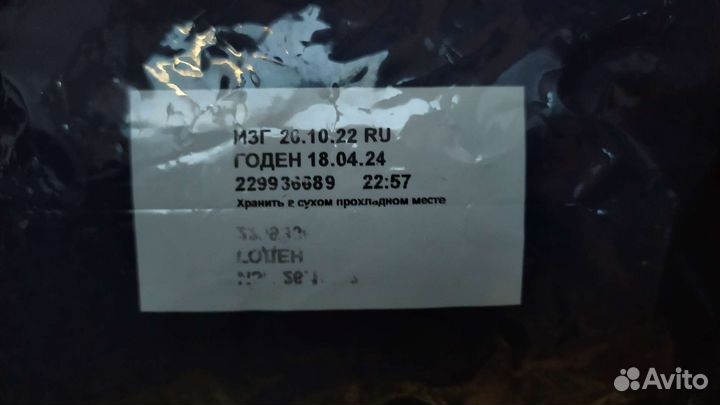 ИЗГ 26.10.22 RU
ГОДЕН 18.04.24
229936689 22:57
Хранить в сухом прохладном месте
Avito